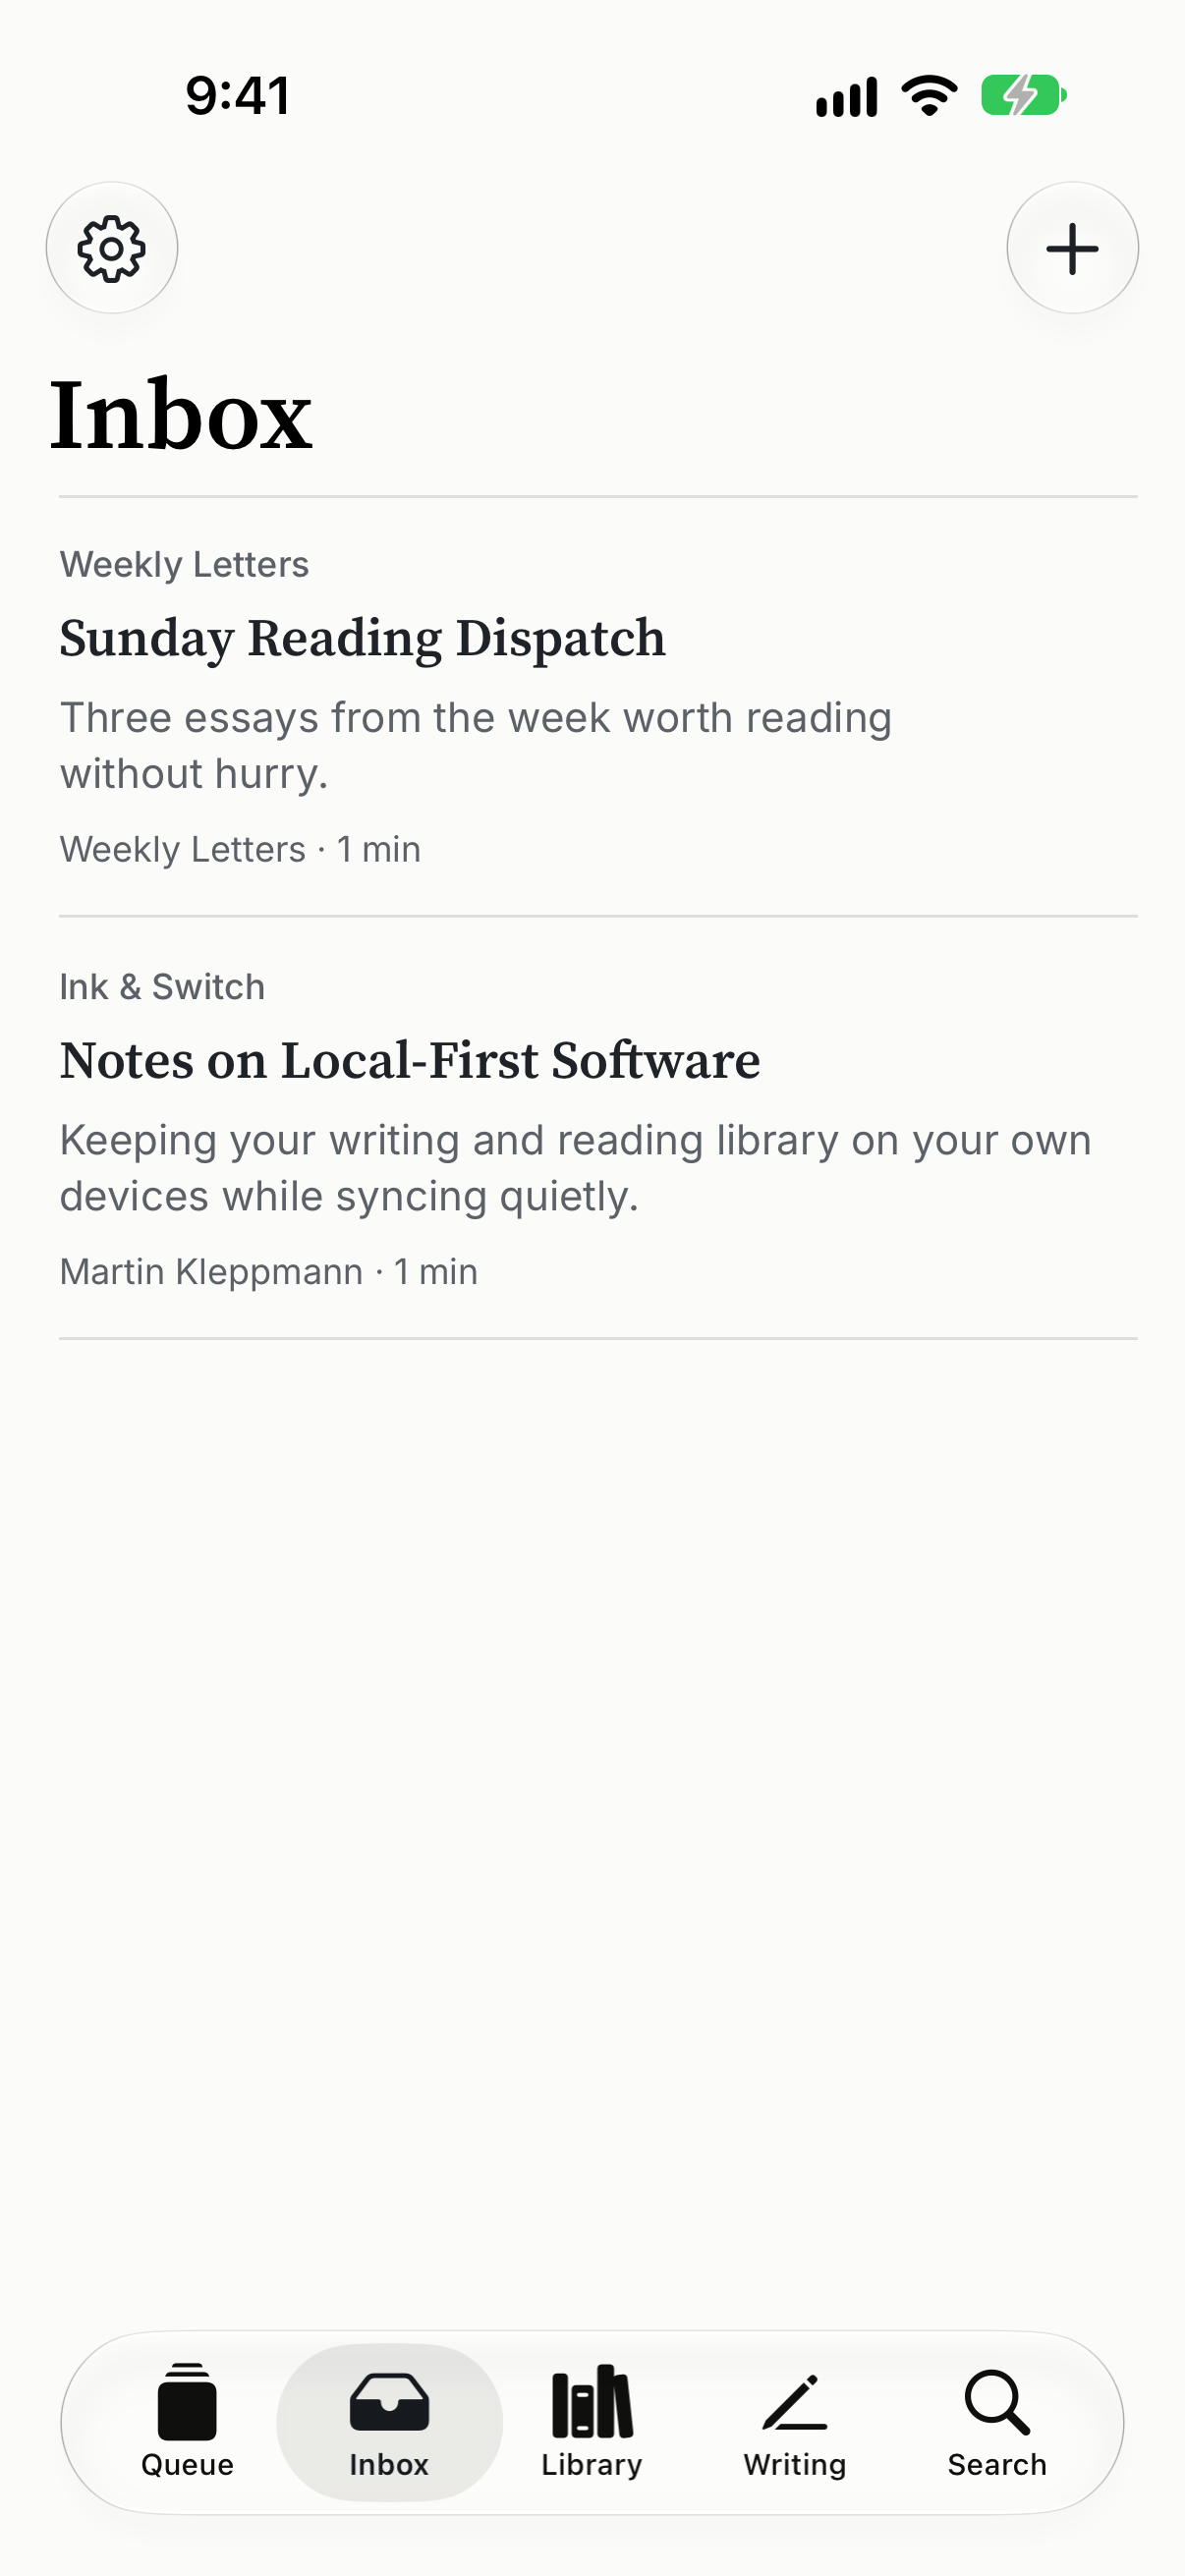 9:41
Inbox
Weekly Letters
Sunday Reading Dispatch
Three essays from the week worth reading
without hurry.
Weekly Letters · 1 min
Ink & Switch
Notes on Local-First Software
Keeping your writing and reading library on your own
devices while syncing quietly.
Martin Kleppmann · 1 min
Queue
Inbox
Library
Writing
Search